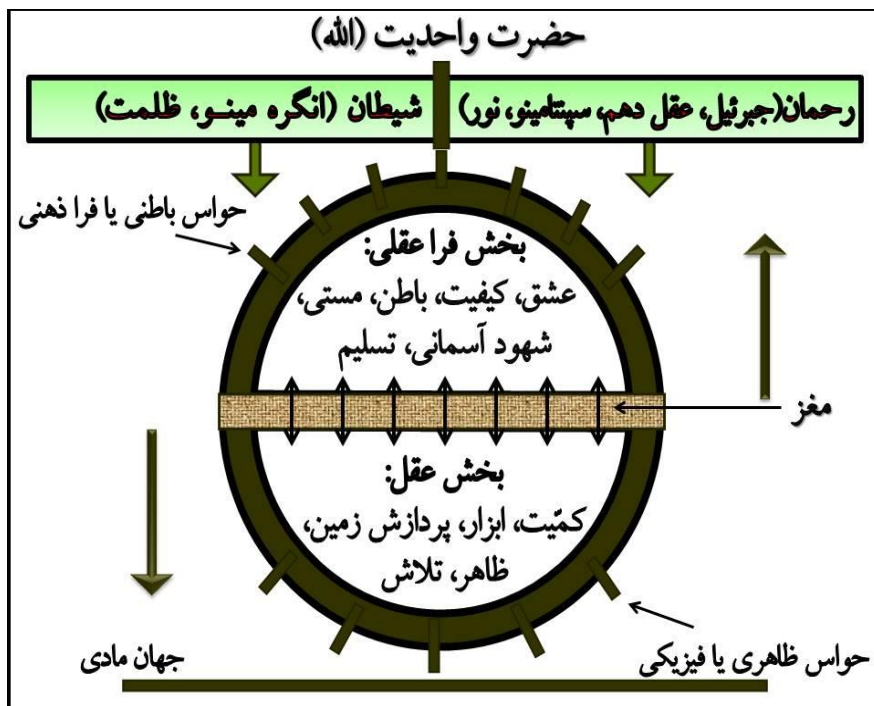 حضرت واحدیت (الله)
رحمان(جبرئیل، عقل دهم، سپنتامینو، نور)
شیطان (انگره مینـو، ظلمت)
حواس باطنی یا فرا ذهنی
بخش فرا عقلی:
عشق، کیفیت، باطن، مستی،
شهود آسمانی، تسلیم
مغز
بخش عقل:
کمّیت، ابزار، پردازش زمین،
ظاهر، تلاش
حواس ظاهری یا فیزیکی
جهان مادی